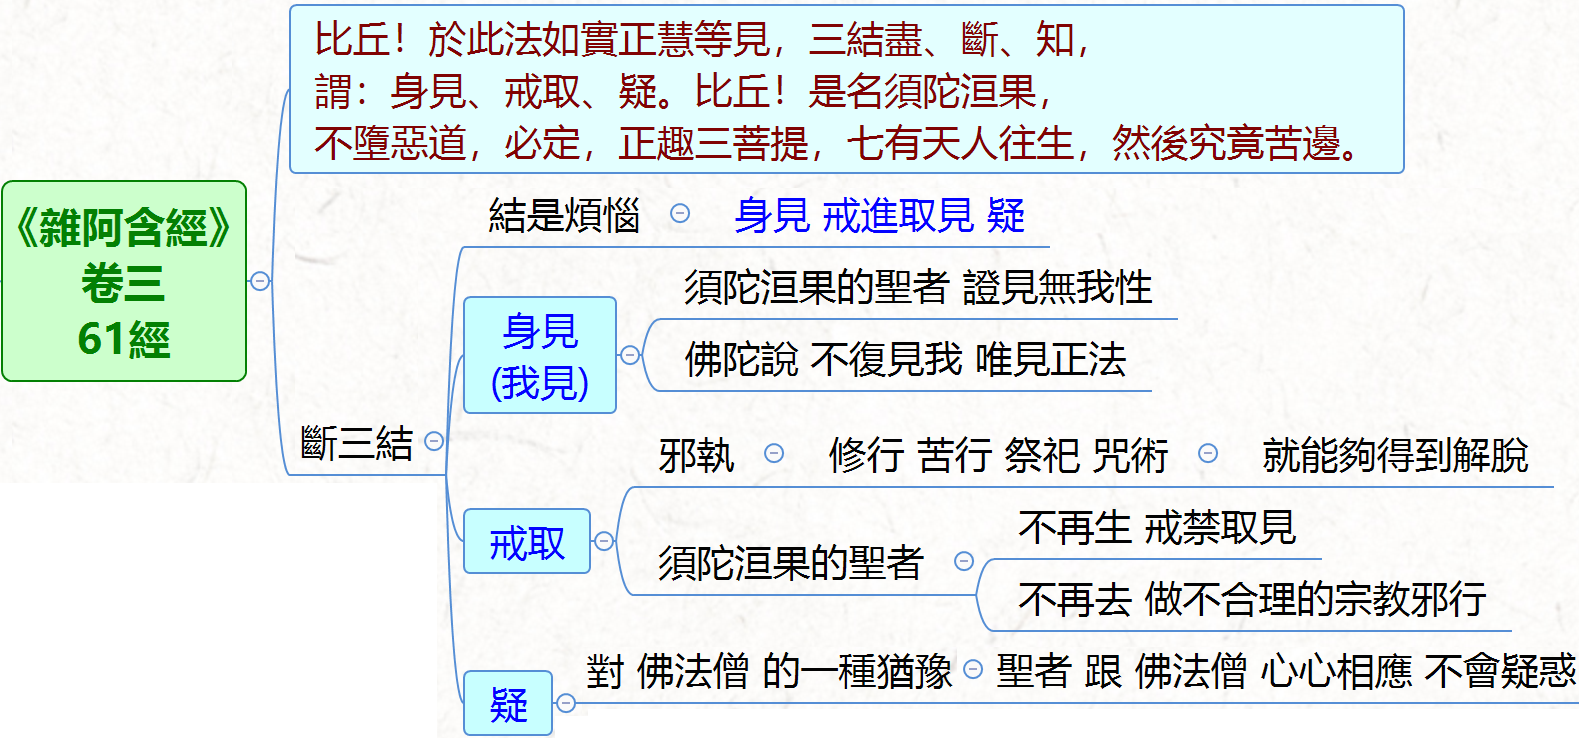 《雜阿含經》
卷三
61經
比丘！於此法如實正慧等見，三結盡、斷、知，
謂：身見、戒取、疑。比丘！是名須陀洹果，
不墮惡道，必定，正趣三菩提，七有天人往生，然後究竟苦邊。
斷三結
結是煩惱 身見 戒進取見 疑
身見
(我見)
須陀洹果的聖者 證見無我性
佛陀說 不復見我 唯見正法
戒取
邪執 修行 苦行 祭祀 咒術 就能夠得到解脫
須陀洹果的聖者
不再生 戒禁取見
不再去 做不合理的宗教邪行
疑
對 佛法僧 的一種猶豫 聖者 跟 佛法僧 心心相應 不會疑惑